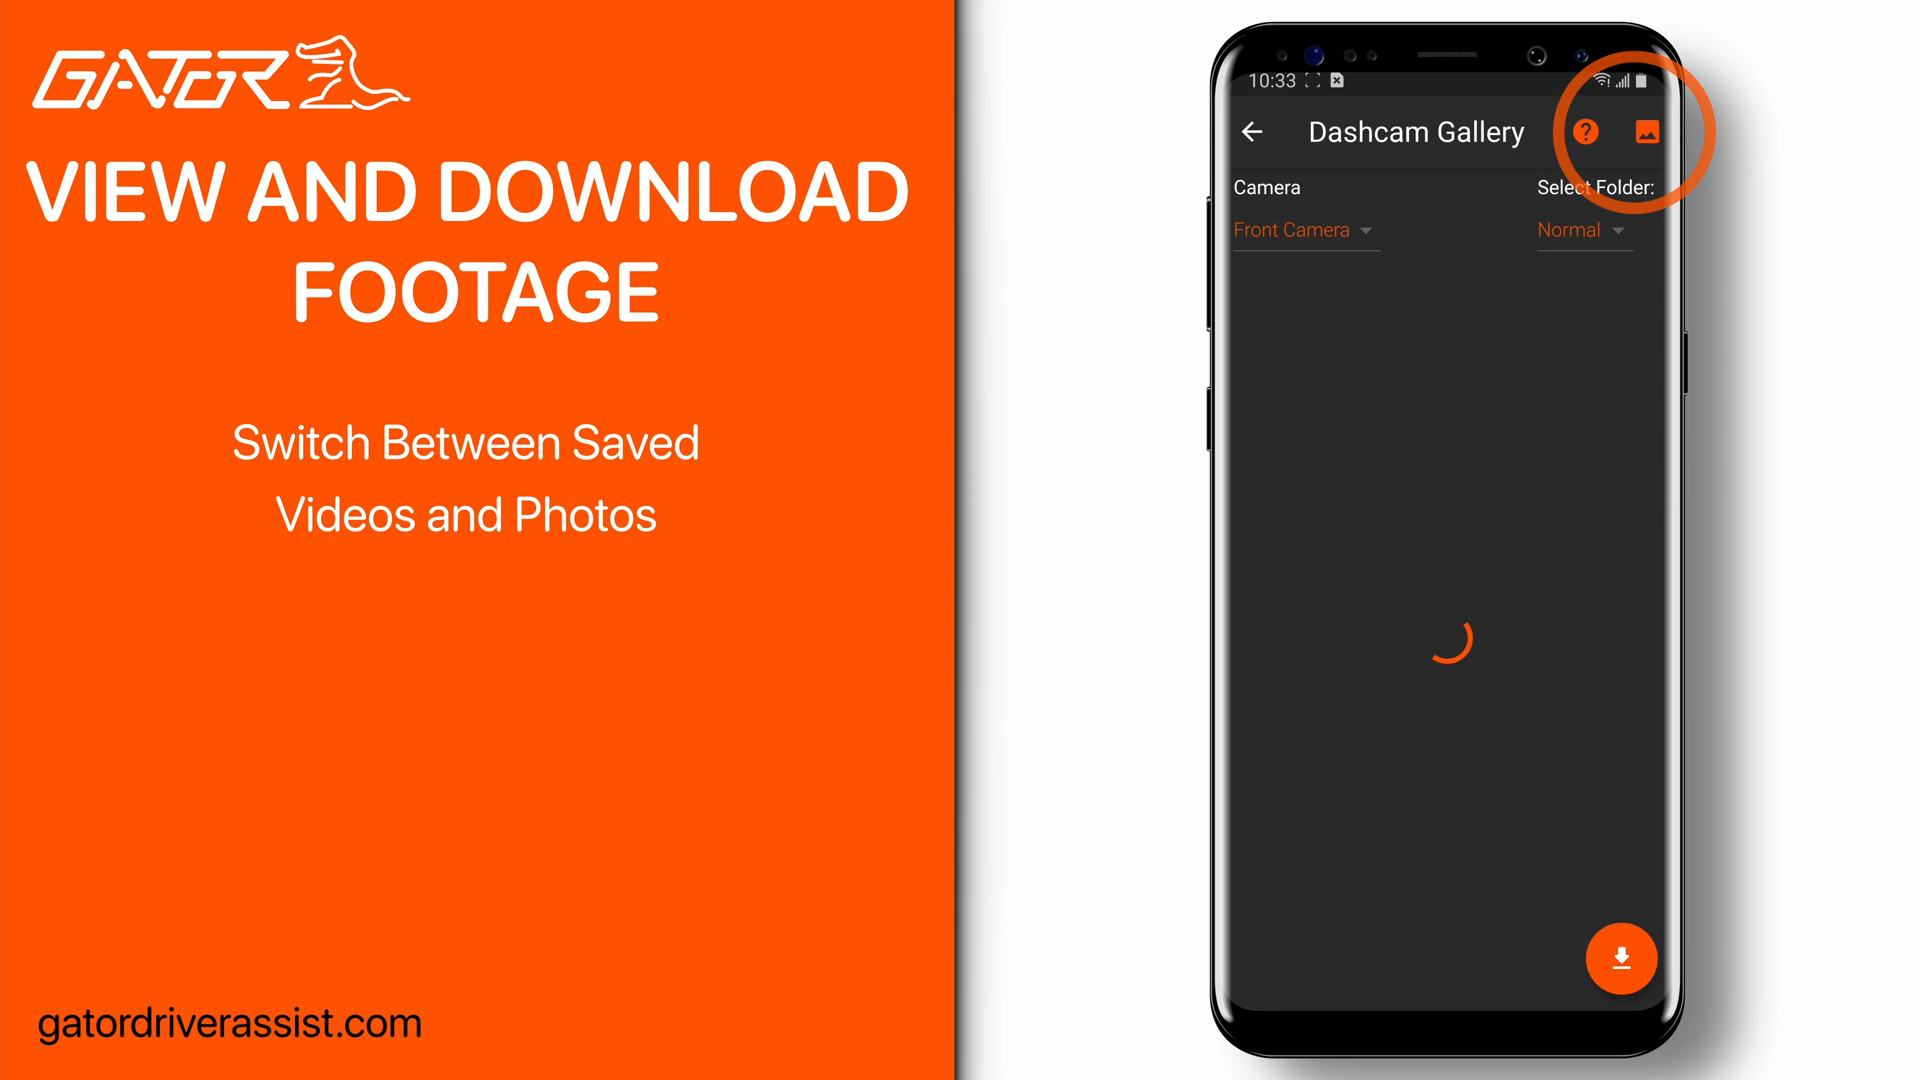 GATOR
VIEW AND DOWNLOAD
FOOTAGE
Switch Between Saved
Videos and Photos
gatordriverassist.com
10:33
Dashcam Gallery
?
Camera
Select Folder:
Front Camera
Normal